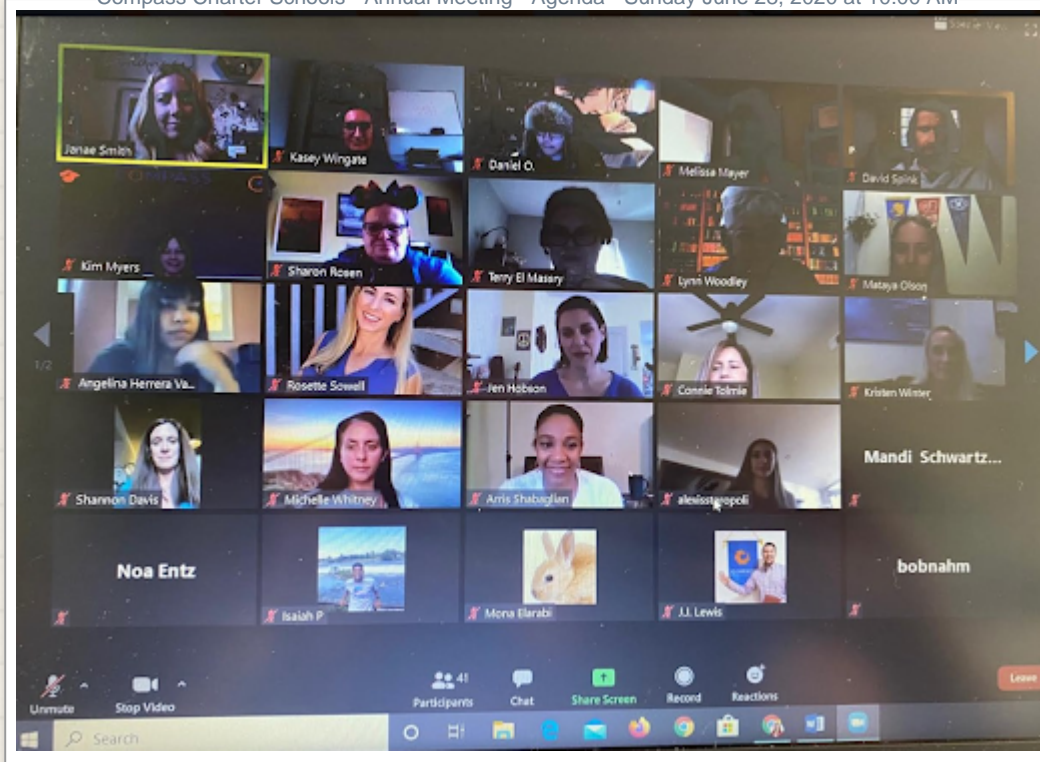 Compass Charter Schools - Annual Meeting - Agenda - Sunday June 28, 2020 at 10:00 AM
Janae Smith
Kasey Wingate
Daniel O.
Melissa Mayer
David Spink
Kim Myers
Sharon Rosen
Terry El Masery
Lynn Woodley
Mataya Olson
1/2
Angelina Herrera Va...
Rosette Sowell
Jen Hobson
Connie Tolmie
Kristen Winter
Shannon Davis
Michelle Whitney
Arris Shabaglian
Mandi Schwartz...
Noa Entz
Isaiah P
Mona Elarabi
J.J. Lewis
bobnahm
Unmute
Stop Video
41
Participants
Chat
Share Screen
Record
Reactions
Leave
Search